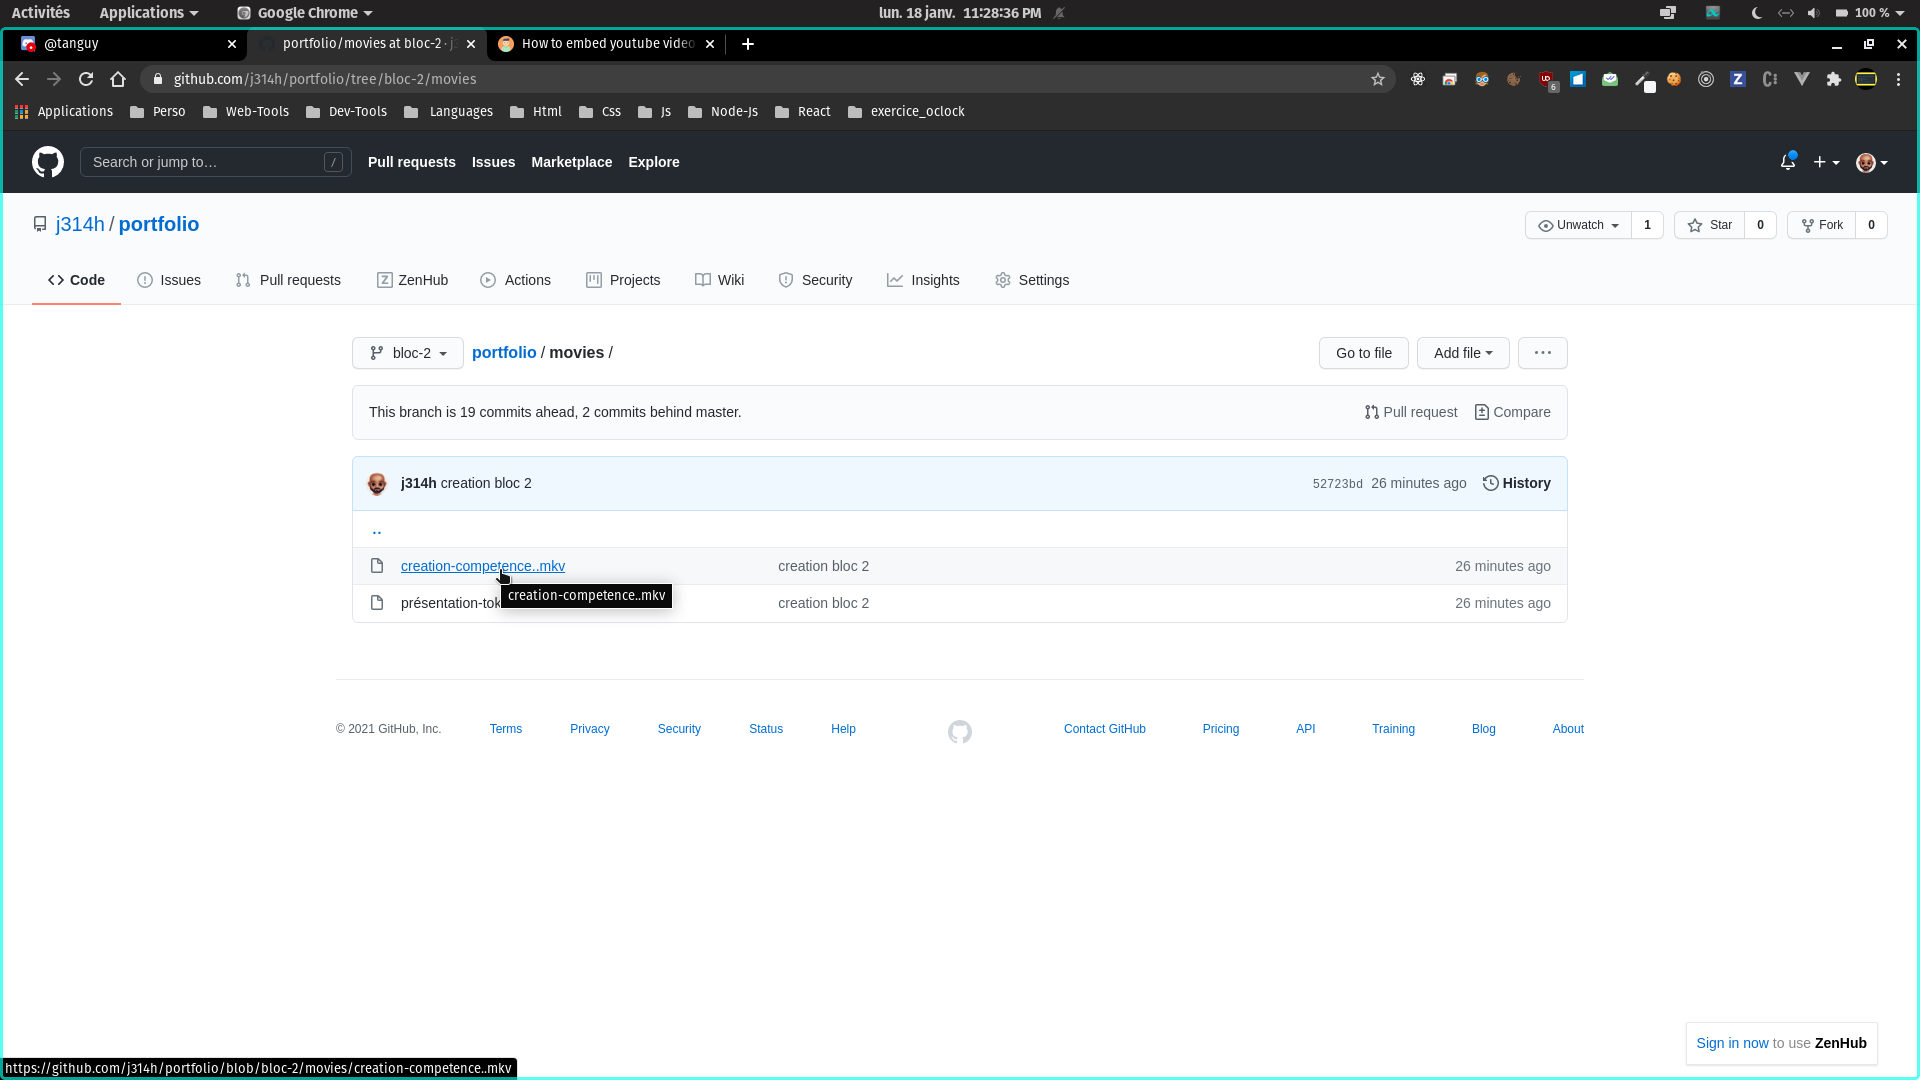 Activités Applications Google Chrome lun. 18 janv. 11:28:36 PM 100 %
@tanguy portfolio/movies at bloc-2 · j3 How to embed youtube video
github.com/j314h/portfolio/tree/bloc-2/movies
Applications Perso Web-Tools Dev-Tools Languages Html Css Js Node-Js React exercice_oclock
Search or jump to… / Pull requests Issues Marketplace Explore
j314h / portfolio Unwatch 1 Star 0 Fork 0
Code Issues Pull requests ZenHub Actions Projects Wiki Security Insights Settings
bloc-2 portfolio / movies / Go to file Add file
This branch is 19 commits ahead, 2 commits behind master. Pull request Compare
j314h creation bloc 2 52723bd 26 minutes ago History
..
creation-competence..mkv creation bloc 2 26 minutes ago
creation-competence..mkv
présentation-tok creation bloc 2 26 minutes ago
© 2021 GitHub, Inc. Terms Privacy Security Status Help Contact GitHub Pricing API Training Blog About
Sign in now to use ZenHub
https://github.com/j314h/portfolio/blob/bloc-2/movies/creation-competence..mkv